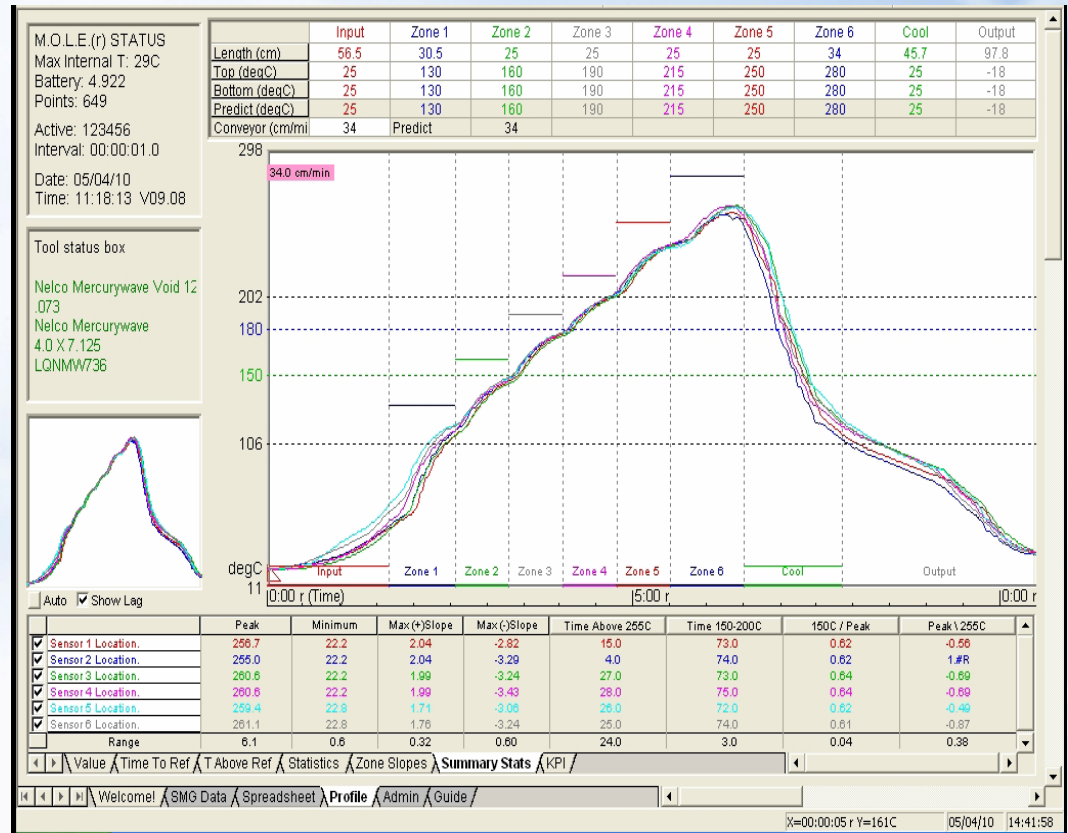 M.O.L.E.(r) STATUS
Max Internal T: 29C
Battery: 4.922
Points: 649
Active: 123456
Interval: 00:00:01.0
Date: 05/04/10
Time: 11:18:13 V09.08
Input Zone 1 Zone 2 Zone 3 Zone 4 Zone 5 Zone 6 Cool Output
Length (cm) 56.5 30.5 25 25 25 25 34 45.7 97.8
Top (degC) 25 130 160 190 215 250 280 25 -18
Bottom (degC) 25 130 160 190 215 250 280 25 -18
Predict (degC) 25 130 160 190 215 250 280 25 -18
Conveyor (cm/mi 34 Predict 34
Tool status box
Nelco Mercurywave Void 12
.073
Nelco Mercurywave
4.0 X 7.125
LQNMW736
298
34.0 cm/min
202
180
150
106
degC
11
Input Zone 1 Zone 2 Zone 3 Zone 4 Zone 5 Zone 6 Cool Output
0:00 r (Time) 5:00 r 0:00 r
Auto Show Lag
Peak Minimum Max(+)Slope Max(-)Slope Time Above 255C Time 150-200C 150C / Peak Peak \ 255C
Sensor 1 Location. 256.7 22.2 2.04 -2.82 15.0 73.0 0.62 -0.56
Sensor 2 Location. 255.0 22.2 2.04 -3.29 4.0 74.0 0.62 1.#R
Sensor 3 Location. 260.6 22.2 1.99 -3.24 27.0 73.0 0.64 -0.69
Sensor 4 Location. 260.6 22.2 1.99 -3.43 28.0 75.0 0.64 -0.69
Sensor 5 Location. 259.4 22.8 1.71 -3.06 26.0 72.0 0.62 -0.49
Sensor 6 Location. 261.1 22.8 1.76 -3.24 25.0 74.0 0.61 -0.87
Range 6.1 0.6 0.32 0.60 24.0 3.0 0.04 0.38
Value Time To Ref T Above Ref Statistics Zone Slopes Summary Stats KPI
Welcome! SMG Data Spreadsheet Profile Admin Guide
X=00:00:05 r Y=161C 05/04/10 14:41:58